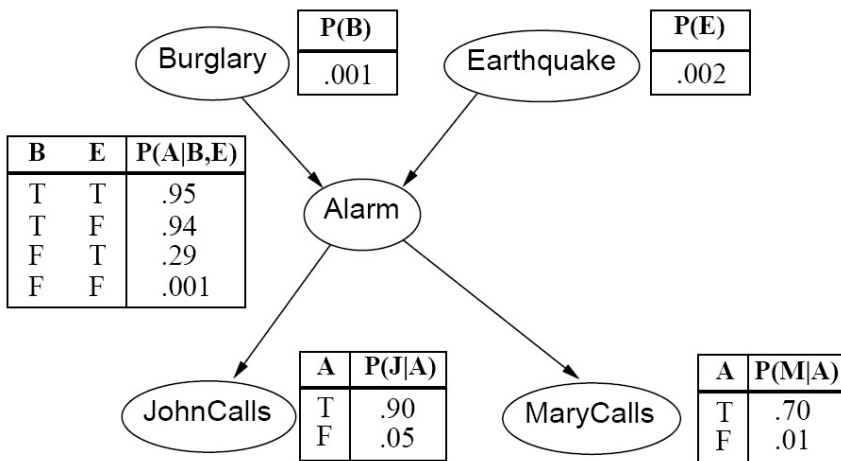 Burglary
P(B)
.001
Earthquake
P(E)
.002
B E P(A|B,E)
T T .95
T F .94
F T .29
F F .001
Alarm
JohnCalls
A P(J|A)
T .90
F .05
MaryCalls
A P(M|A)
T .70
F .01